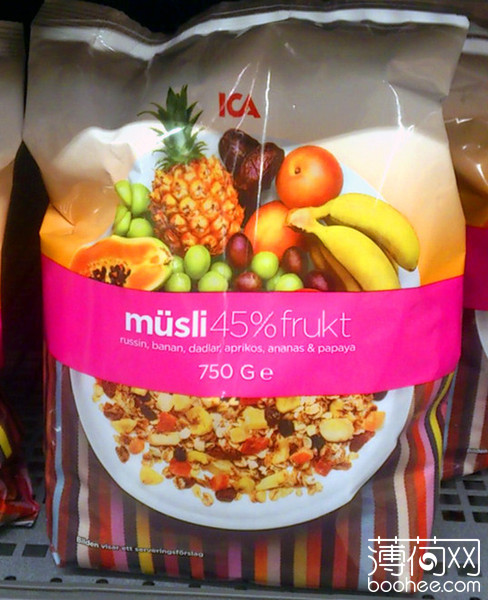 ICA
müsli 45% frukt
russin, banan, dadlar, aprikos, ananas & papaya
750 G e
Bilden visar ett serveringsförslag
薄荷网
boohee.com